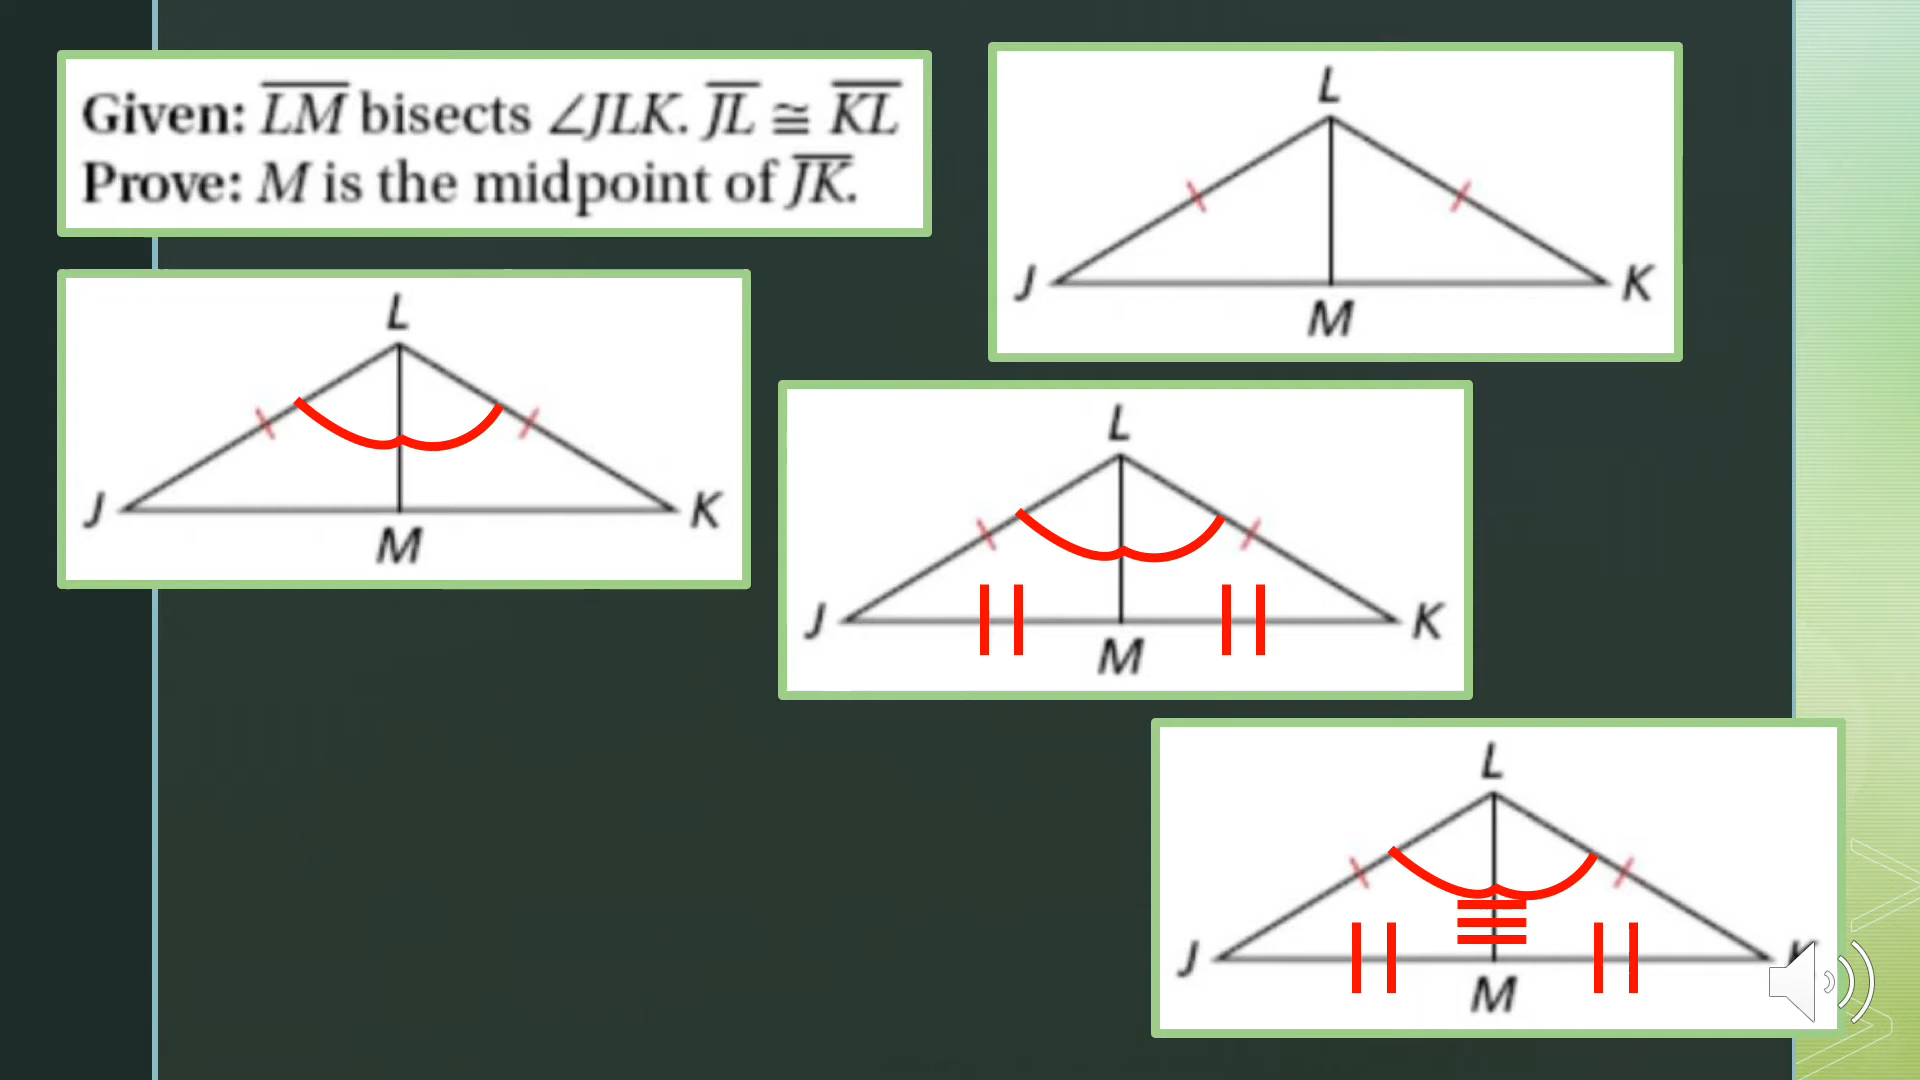 Given: LM bisects ∠JLK. JL ≅ KL
Prove: M is the midpoint of JK.
L
J
K
M
L
J
K
M
L
J
K
M
L
J
K
M